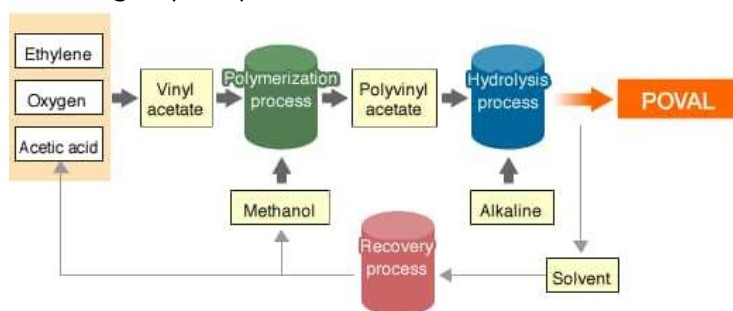 Ethylene
Oxygen
Acetic acid
Vinyl
acetate
Polymerization
process
Polyvinyl
acetate
Hydrolysis
process
POVAL
Methanol
Alkaline
Recovery
process
Solvent